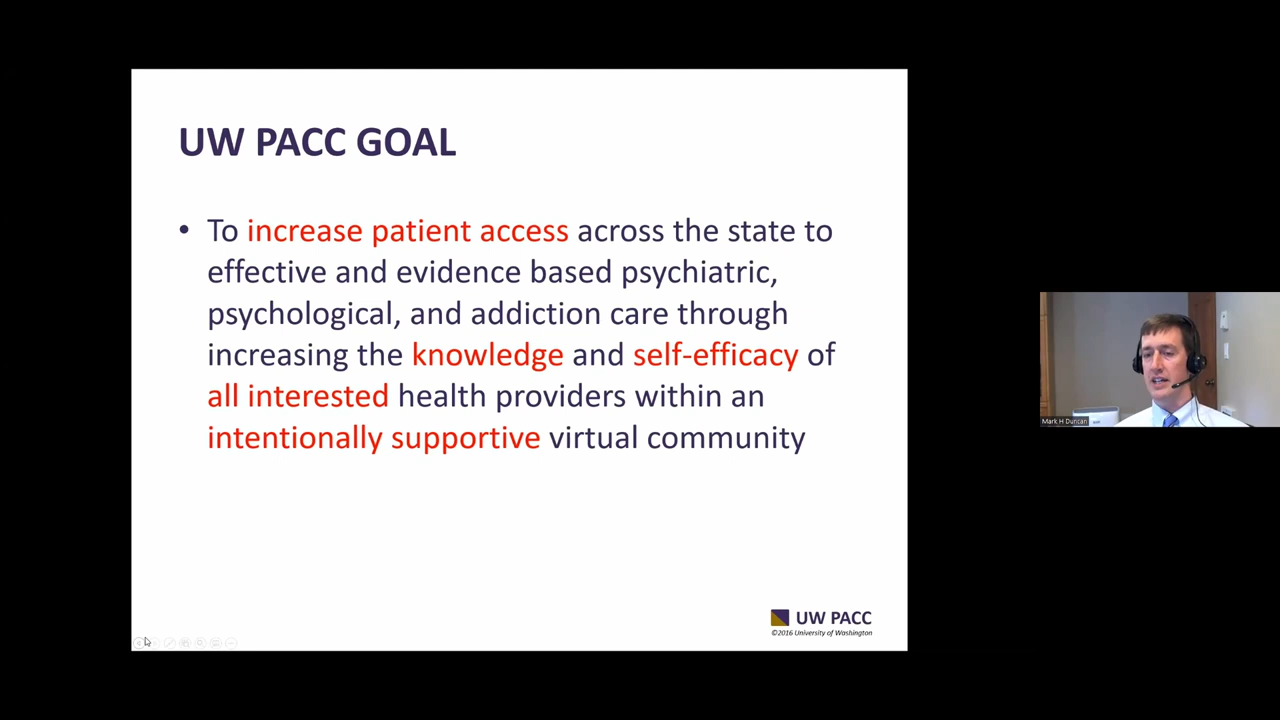 UW PACC GOAL
• To increase patient access across the state to
effective and evidence based psychiatric,
psychological, and addiction care through
increasing the knowledge and self-efficacy of
all interested health providers within an
intentionally supportive virtual community
UW PACC
©2016 University of Washington
Mark H Duncan